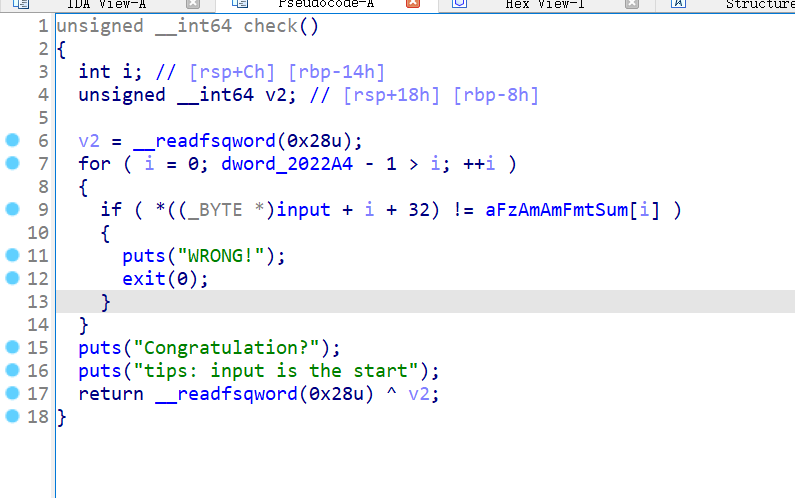 IDA View-A Pseudocode-A Hex View-1 Structure
1 unsigned __int64 check()
2 {
3   int i; // [rsp+Ch] [rbp-14h]
4   unsigned __int64 v2; // [rsp+18h] [rbp-8h]
5
6   v2 = __readfsqword(0x28u);
7   for ( i = 0; dword_2022A4 - 1 > i; ++i )
8   {
9     if ( *((_BYTE *)input + i + 32) != aFzAmAmFmtSum[i] )
10     {
11       puts("WRONG!");
12       exit(0);
13     }
14   }
15   puts("Congratulation?");
16   puts("tips: input is the start");
17   return __readfsqword(0x28u) ^ v2;
18 }